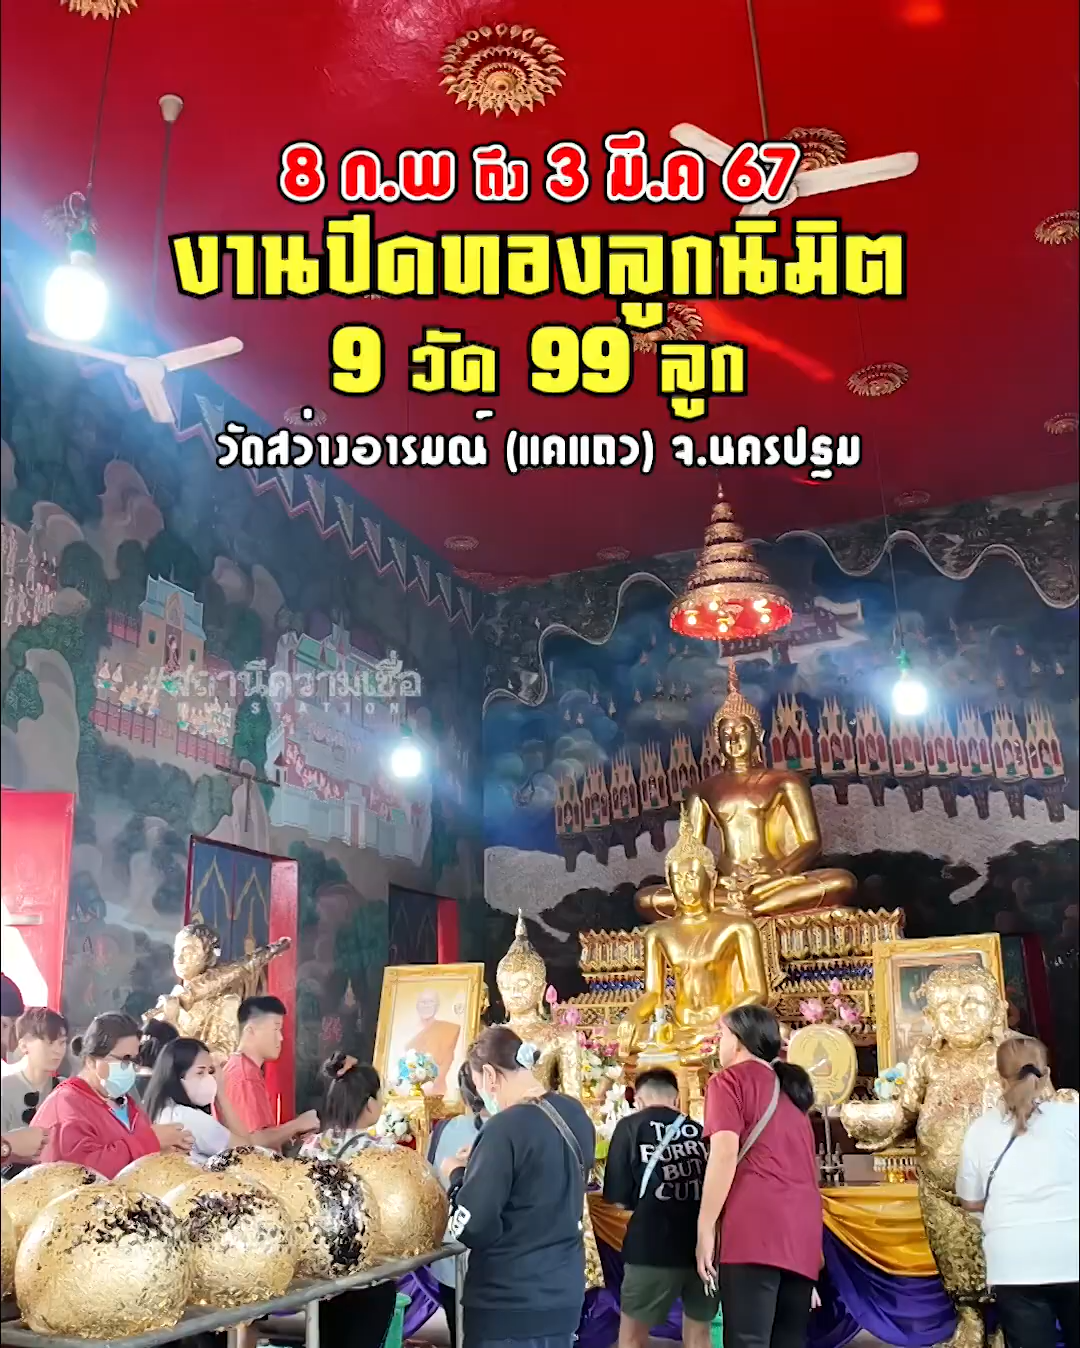 8 ก.พ ถึง 3 มี.ค 67
งานปิดทองลูกนิมิต
9 วัด 99 ลูก
วัดสว่างอารมณ์ (แคแถว) จ.นครปฐม
#สถานีความเชื่อ
STATION
TOO
FURRY
BUT
CUT